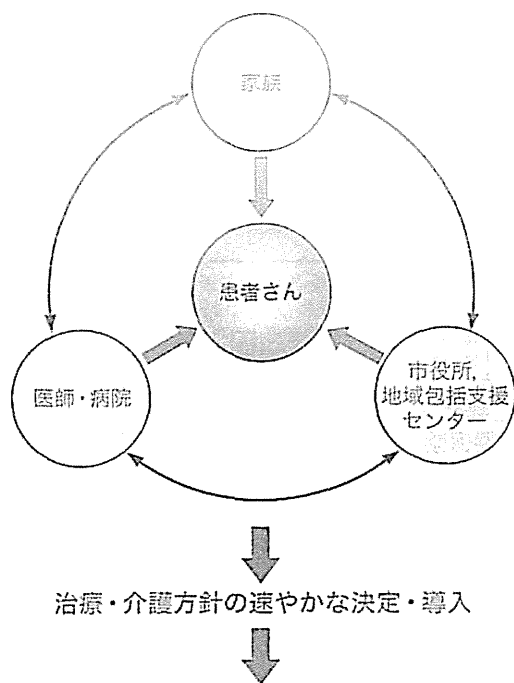 家族
患者さん
医師・病院
市役所,
地域包括支援
センター
治療・介護方針の速やかな決定・導入